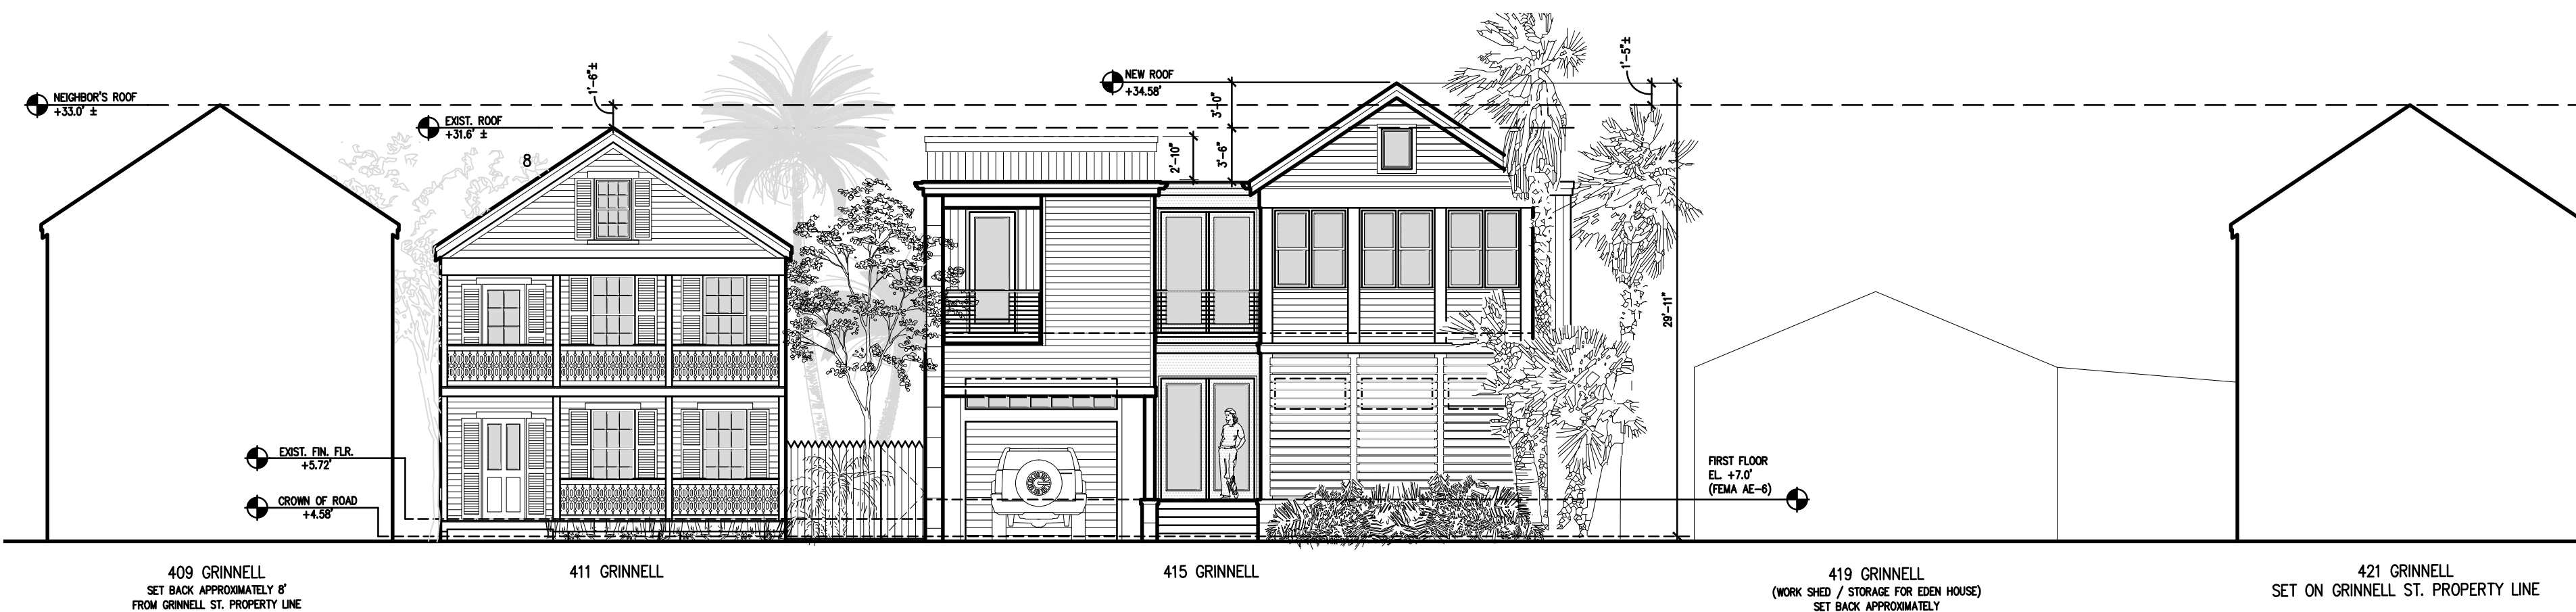 NEIGHBOR'S ROOF
+33.0' ±
EXIST. ROOF
+31.6' ±
1'-6"±
8
NEW ROOF
+34.58'
3'-0"
2'-10"
3'-6"
1'-5"±
29'-11"
EXIST. FIN. FLR.
+5.72'
CROWN OF ROAD
+4.58'
FIRST FLOOR
EL. +7.0'
(FEMA AE-6)
409 GRINNELL
SET BACK APPROXIMATELY 8'
FROM GRINNELL ST. PROPERTY LINE
411 GRINNELL
415 GRINNELL
419 GRINNELL
(WORK SHED / STORAGE FOR EDEN HOUSE)
SET BACK APPROXIMATELY
421 GRINNELL
SET ON GRINNELL ST. PROPERTY LINE